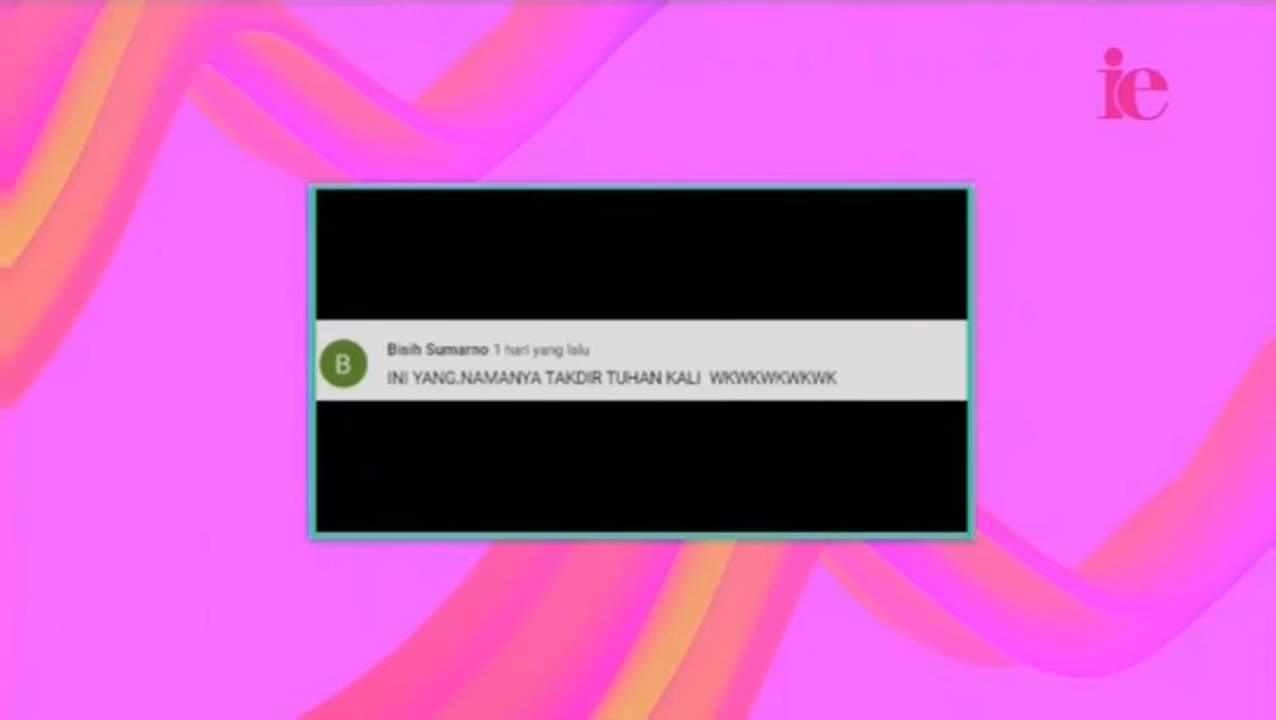 ie
B
Bisih Sumarno 1 hari yang lalu
INI YANG.NAMANYA TAKDIR TUHAN KALI WKWKWKWKWK